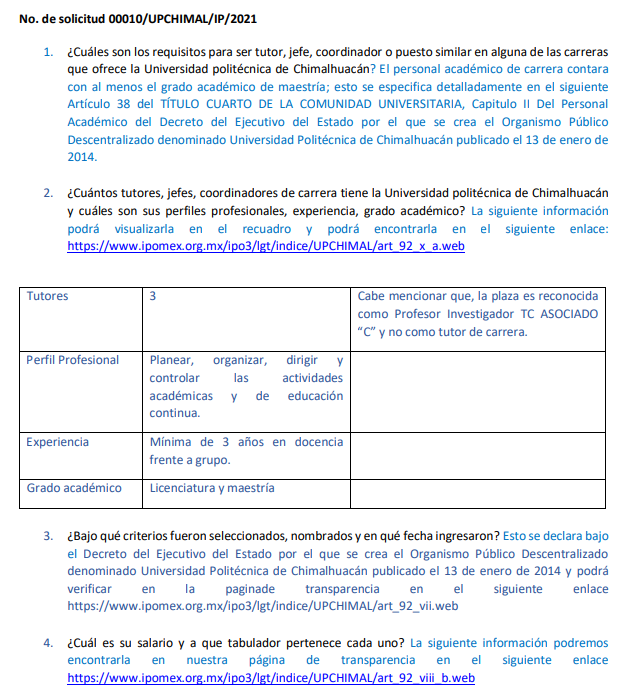 No. de solicitud 00010/UPCHIMAL/IP/2021
1. ¿Cuáles son los requisitos para ser tutor, jefe, coordinador o puesto similar en alguna de las carreras
que ofrece la Universidad politécnica de Chimalhuacán? El personal académico de carrera contara
con al menos el grado académico de maestría; esto se especifica detalladamente en el siguiente
Artículo 38 del TÍTULO CUARTO DE LA COMUNIDAD UNIVERSITARIA, Capitulo II Del Personal
Académico del Decreto del Ejecutivo del Estado por el que se crea el Organismo Público
Descentralizado denominado Universidad Politécnica de Chimalhuacán publicado el 13 de enero de
2014.
2. ¿Cuántos tutores, jefes, coordinadores de carrera tiene la Universidad politécnica de Chimalhuacán
y cuáles son sus perfiles profesionales, experiencia, grado académico? La siguiente información
podrá visualizarla en el recuadro y podrá encontrarla en el siguiente enlace:
https://www.ipomex.org.mx/ipo3/lgt/indice/UPCHIMAL/art_92_x_a.web
Tutores 3 Cabe mencionar que, la plaza es reconocida
como Profesor Investigador TC ASOCIADO
“C” y no como tutor de carrera.
Perfil Profesional Planear, organizar, dirigir y
controlar las actividades
académicas y de educación
continua.
Experiencia Mínima de 3 años en docencia
frente a grupo.
Grado académico Licenciatura y maestría
3. ¿Bajo qué criterios fueron seleccionados, nombrados y en qué fecha ingresaron? Esto se declara bajo
el Decreto del Ejecutivo del Estado por el que se crea el Organismo Público Descentralizado
denominado Universidad Politécnica de Chimalhuacán publicado el 13 de enero de 2014 y podrá
verificar en la paginade transparencia en el siguiente enlace
https://www.ipomex.org.mx/ipo3/lgt/indice/UPCHIMAL/art_92_vii.web
4. ¿Cuál es su salario y a que tabulador pertenece cada uno? La siguiente información podremos
encontrarla en nuestra página de transparencia en el siguiente enlace
https://www.ipomex.org.mx/ipo3/lgt/indice/UPCHIMAL/art_92_viii_b.web